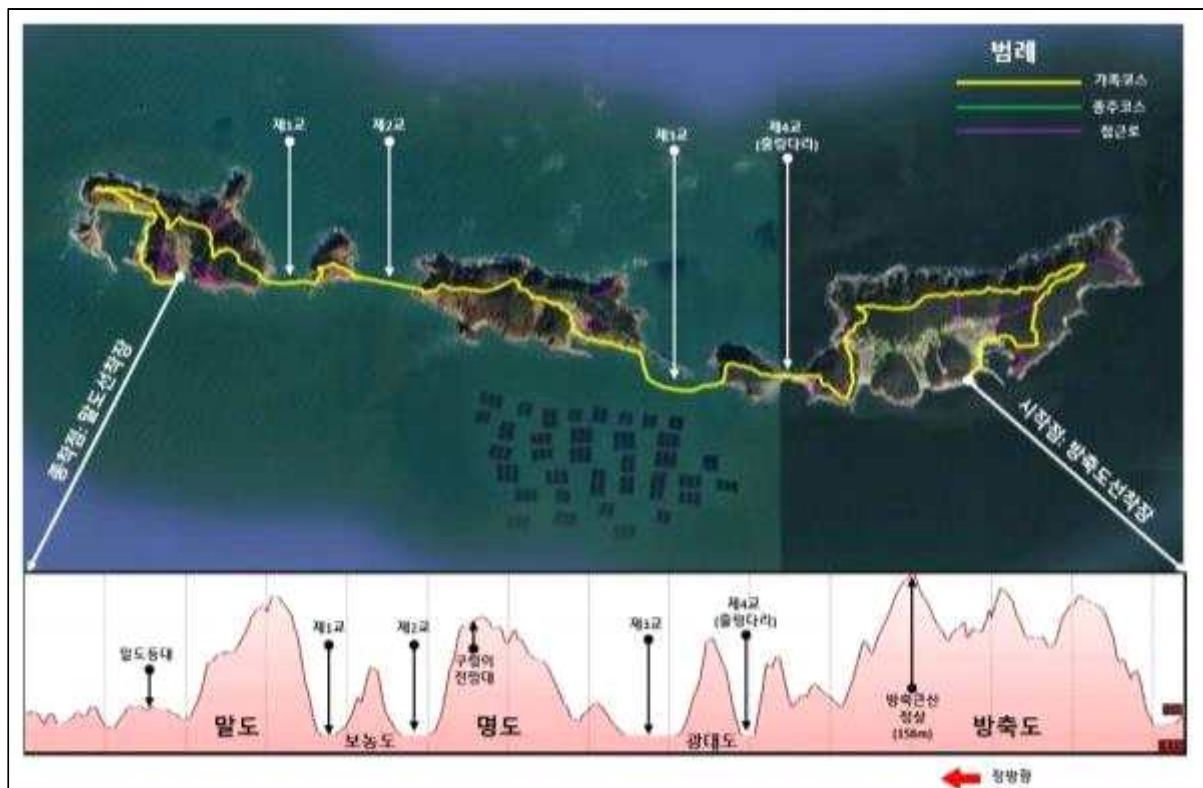 범례
가족코스
종주코스
접근로
제1교
제2교
제3교
제4교
(출렁다리)
종착점: 말도선착장
시작점: 방축도선착장
말도등대
제1교
제2교
구렁이
전망대
제3교
제4교
(출렁다리)
방축큰산
정상
(156m)
말도
보농도
명도
광대도
방축도
정방향